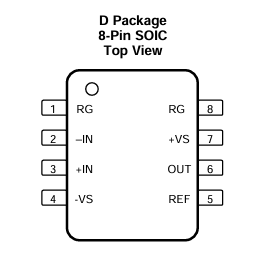 D Package
8-Pin SOIC
Top View
1 RG RG 8
2 –IN +VS 7
3 +IN OUT 6
4 -VS REF 5